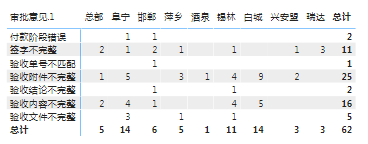 审批意见.1 总部 阜宁 邯郸 萍乡 酒泉 锡林 白城 兴安盟 瑞达 总计
付款阶段错误 1 1 2
签字不完整 2 1 2 1 1 1 3 11
验收单号不匹配 1 1
验收附件不完整 1 5 3 1 4 9 2 25
验收结论不完整 1 1 2
验收内容不完整 2 4 1 4 5 16
验收文件不完整 3 1 1 5
总计 5 14 6 5 1 11 14 3 3 62